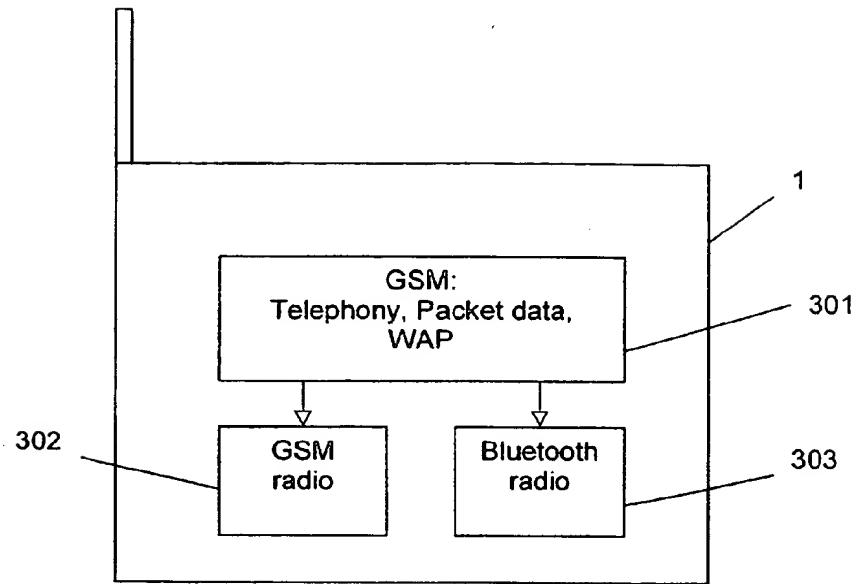 1
GSM:
Telephony, Packet data,
WAP
301
302
GSM
radio
Bluetooth
radio
303